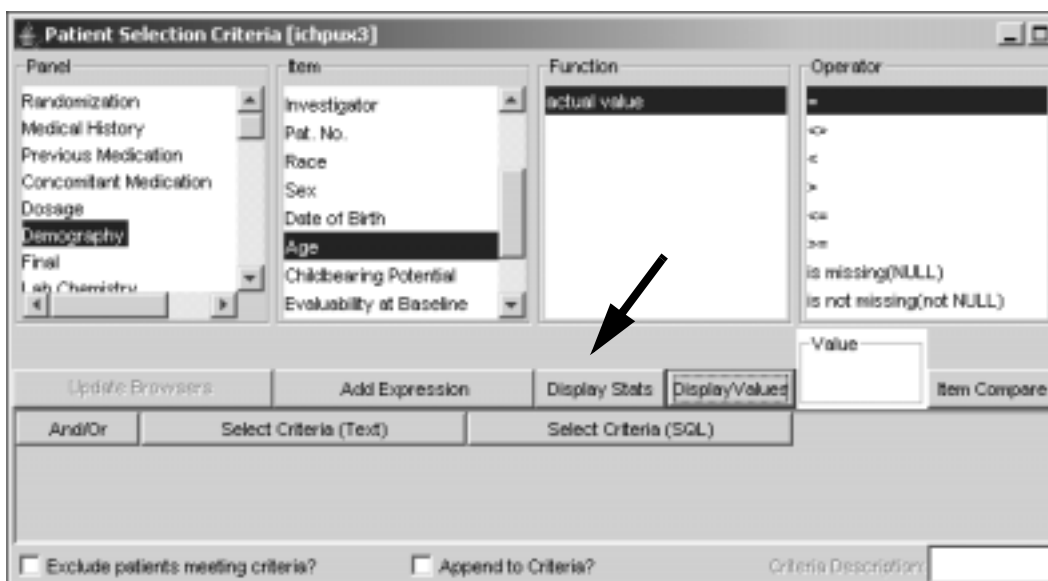 Patient Selection Criteria [ichpux3]
Panel
Randomization
Medical History
Previous Medication
Concomitant Medication
Dosage
Demography
Final
Lab Chemistry
Item
Investigator
Pat. No.
Race
Sex
Date of Birth
Age
Childbearing Potential
Evaluability at Baseline
Function
actual value
Operator
=
<>
<
>
<=
>=
is missing(NULL)
is not missing(not NULL)
Value
Update Browsers
Add Expression
Display Stats
DisplayValues
Item Compare
And/Or
Select Criteria (Text)
Select Criteria (SQL)
Exclude patients meeting criteria?
Append to Criteria?
Criteria Description: